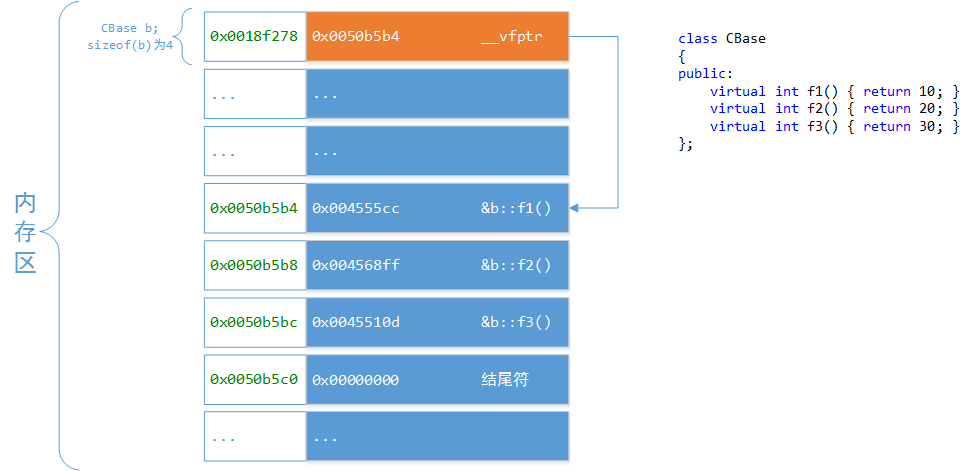 CBase b;
sizeof(b)为4
内
存
区
0x0018f278 0x0050b5b4 __vfptr
... ...
... ...
0x0050b5b4 0x004555cc &b::f1()
0x0050b5b8 0x004568ff &b::f2()
0x0050b5bc 0x0045510d &b::f3()
0x0050b5c0 0x00000000 结尾符
... ...
class CBase
{
public:
    virtual int f1() { return 10; }
    virtual int f2() { return 20; }
    virtual int f3() { return 30; }
};